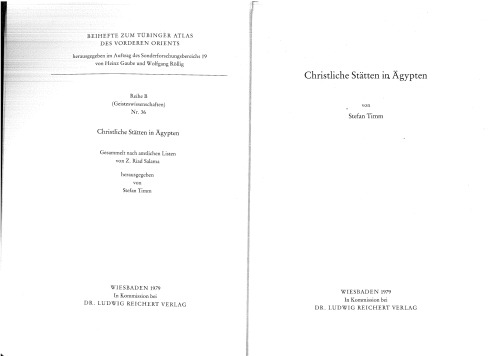 BEIHEFTE ZUM TÜBINGER ATLAS
DES VORDEREN ORIENTS
herausgegeben im Auftrag des Sonderforschungsbereichs 19
von Heinz Gaube und Wolfgang Röllig
Reihe B
(Geisteswissenschaften)
Nr. 36
Christliche Stätten in Ägypten
Gesammelt nach amtlichen Listen
von Z. Riad Salama
herausgegeben
von
Stefan Timm
WIESBADEN 1979
In Kommission bei
DR. LUDWIG REICHERT VERLAG
Christliche Stätten in Ägypten
von
Stefan Timm
WIESBADEN 1979
In Kommission bei
DR. LUDWIG REICHERT VERLAG